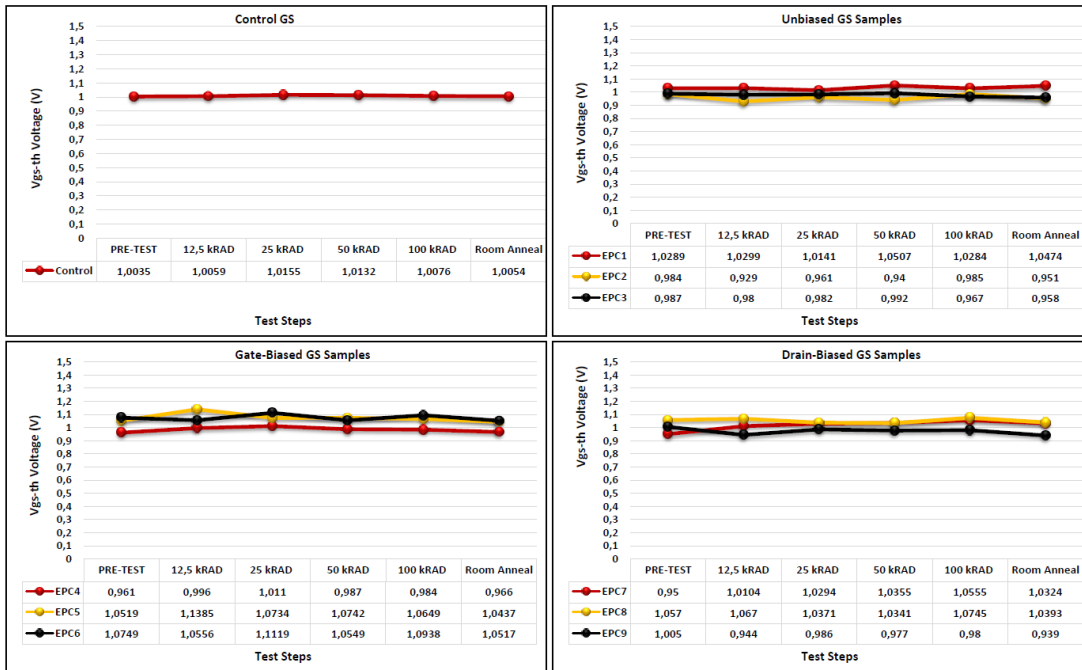 Control GS
Vgs-th Voltage (V)
1,5
1,4
1,3
1,2
1,1
1
0,9
0,8
0,7
0,6
0,5
0,4
0,3
0,2
0,1
0
PRE-TEST 12,5 kRAD 25 kRAD 50 kRAD 100 kRAD Room Anneal
Control 1,0035 1,0059 1,0155 1,0132 1,0076 1,0054
Test Steps
Unbiased GS Samples
Vgs-th Voltage (V)
1,5
1,4
1,3
1,2
1,1
1
0,9
0,8
0,7
0,6
0,5
0,4
0,3
0,2
0,1
0
PRE-TEST 12,5 kRAD 25 kRAD 50 kRAD 100 kRAD Room Anneal
EPC1 1,0289 1,0299 1,0141 1,0507 1,0284 1,0474
EPC2 0,984 0,929 0,961 0,94 0,985 0,951
EPC3 0,987 0,98 0,982 0,992 0,967 0,958
Test Steps
Gate-Biased GS Samples
Vgs-th Voltage (V)
1,5
1,4
1,3
1,2
1,1
1
0,9
0,8
0,7
0,6
0,5
0,4
0,3
0,2
0,1
0
PRE-TEST 12,5 kRAD 25 kRAD 50 kRAD 100 kRAD Room Anneal
EPC4 0,961 0,996 1,011 0,987 0,984 0,966
EPC5 1,0519 1,1385 1,0734 1,0742 1,0649 1,0437
EPC6 1,0749 1,0556 1,1119 1,0549 1,0938 1,0517
Test Steps
Drain-Biased GS Samples
Vgs-th Voltage (V)
1,5
1,4
1,3
1,2
1,1
1
0,9
0,8
0,7
0,6
0,5
0,4
0,3
0,2
0,1
0
PRE-TEST 12,5 kRAD 25 kRAD 50 kRAD 100 kRAD Room Anneal
EPC7 0,95 1,0104 1,0294 1,0355 1,0555 1,0324
EPC8 1,057 1,067 1,0371 1,0341 1,0745 1,0393
EPC9 1,005 0,944 0,986 0,977 0,98 0,939
Test Steps